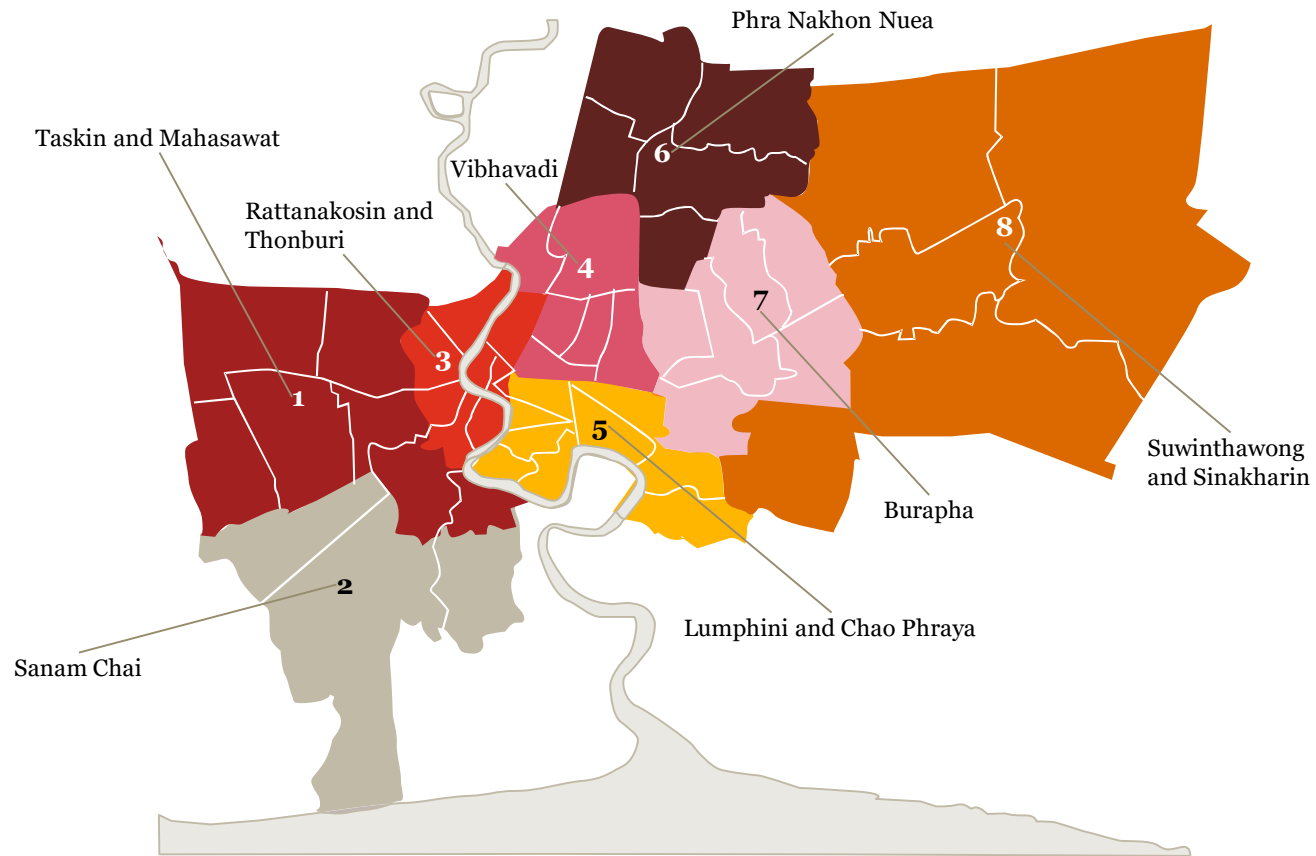 Phra Nakhon Nuea
Taskin and Mahasawat
Vibhavadi
Rattanakosin and
Thonburi
6
8
4
7
3
1
5
Suwinthawong
and Sinakharin
Burapha
2
Lumphini and Chao Phraya
Sanam Chai